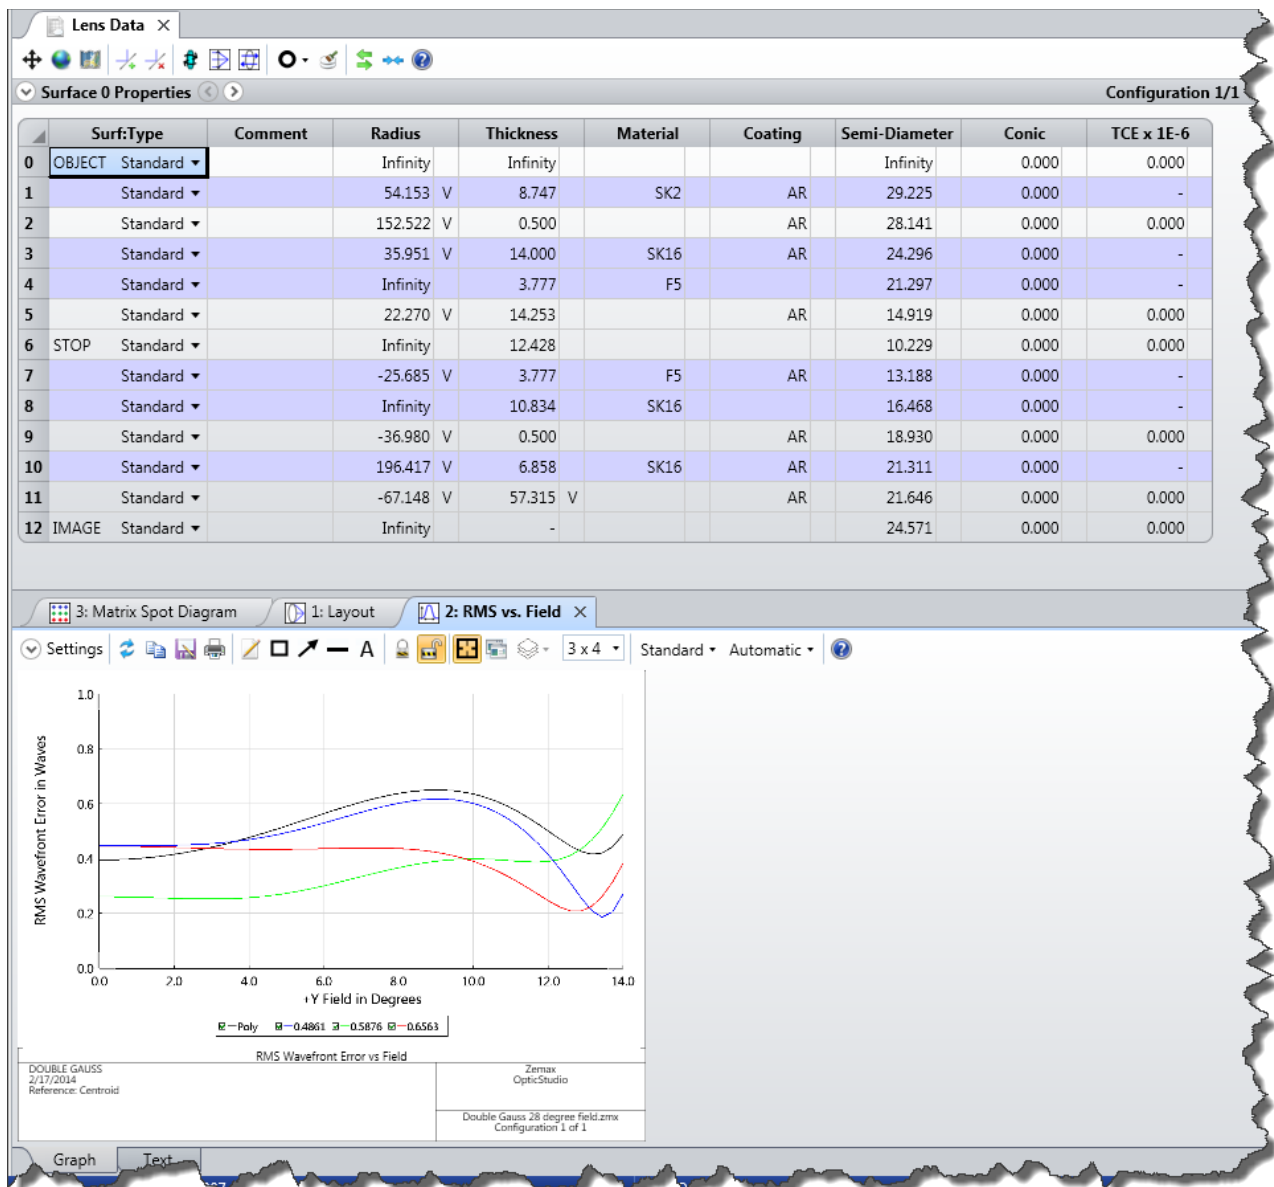 Lens Data
Surface 0 Properties Configuration 1/1
Surf:Type Comment Radius Thickness Material Coating Semi-Diameter Conic TCE x 1E-6
0 OBJECT Standard Infinity Infinity Infinity 0.000 0.000
1 Standard 54.153 V 8.747 SK2 AR 29.225 0.000 -
2 Standard 152.522 V 0.500 AR 28.141 0.000 0.000
3 Standard 35.951 V 14.000 SK16 AR 24.296 0.000 -
4 Standard Infinity 3.777 F5 21.297 0.000 -
5 Standard 22.270 V 14.253 AR 14.919 0.000 0.000
6 STOP Standard Infinity 12.428 10.229 0.000 0.000
7 Standard -25.685 V 3.777 F5 AR 13.188 0.000 -
8 Standard Infinity 10.834 SK16 16.468 0.000 -
9 Standard -36.980 V 0.500 AR 18.930 0.000 0.000
10 Standard 196.417 V 6.858 SK16 AR 21.311 0.000 -
11 Standard -67.148 V 57.315 V AR 21.646 0.000 0.000
12 IMAGE Standard Infinity - 24.571 0.000 0.000
3: Matrix Spot Diagram 1: Layout 2: RMS vs. Field
Settings A 3 x 4 Standard Automatic
RMS Wavefront Error in Waves
1.0
0.8
0.6
0.4
0.2
0.0
0.0 2.0 4.0 6.0 8.0 10.0 12.0 14.0
+Y Field in Degrees
Poly 0.4861 0.5876 0.6563
RMS Wavefront Error vs Field
DOUBLE GAUSS
2/17/2014
Reference: Centroid
Zemax
OpticStudio
Double Gauss 28 degree field.zmx
Configuration 1 of 1
Graph Text